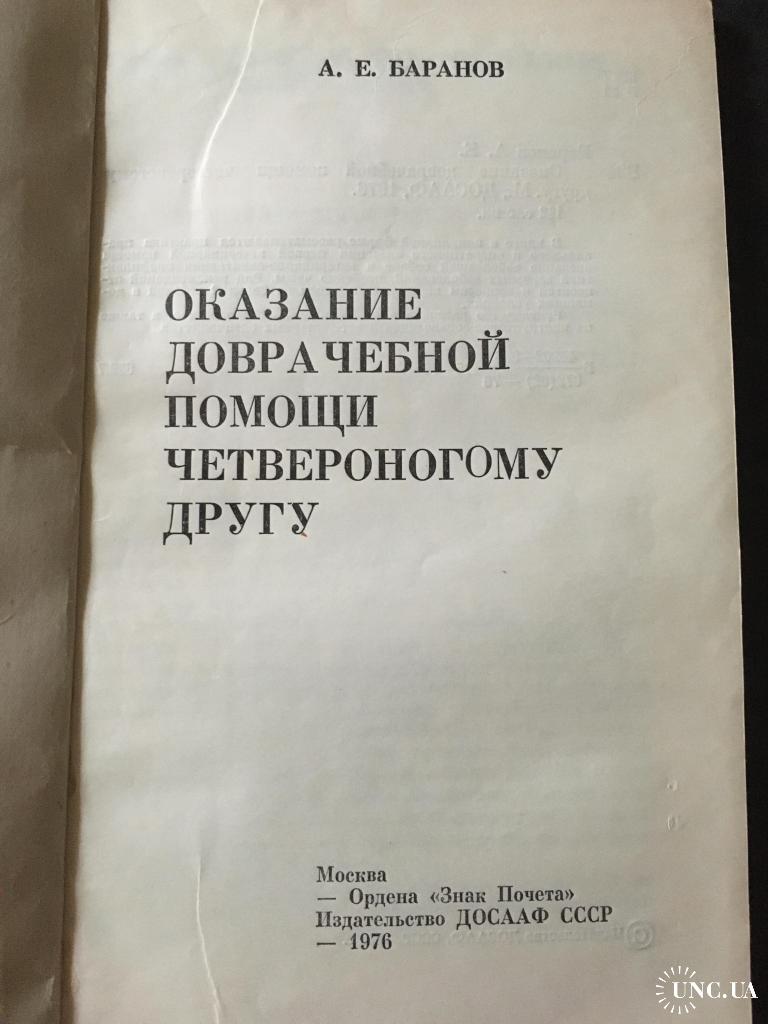 А. Е. БАРАНОВ
ОКАЗАНИЕ
ДОВРАЧЕБНОЙ
ПОМОЩИ
ЧЕТВЕРОНОГОМУ
ДРУГУ
Москва
— Ордена «Знак Почета»
Издательство ДОСААФ СССР
— 1976
UNC.UA